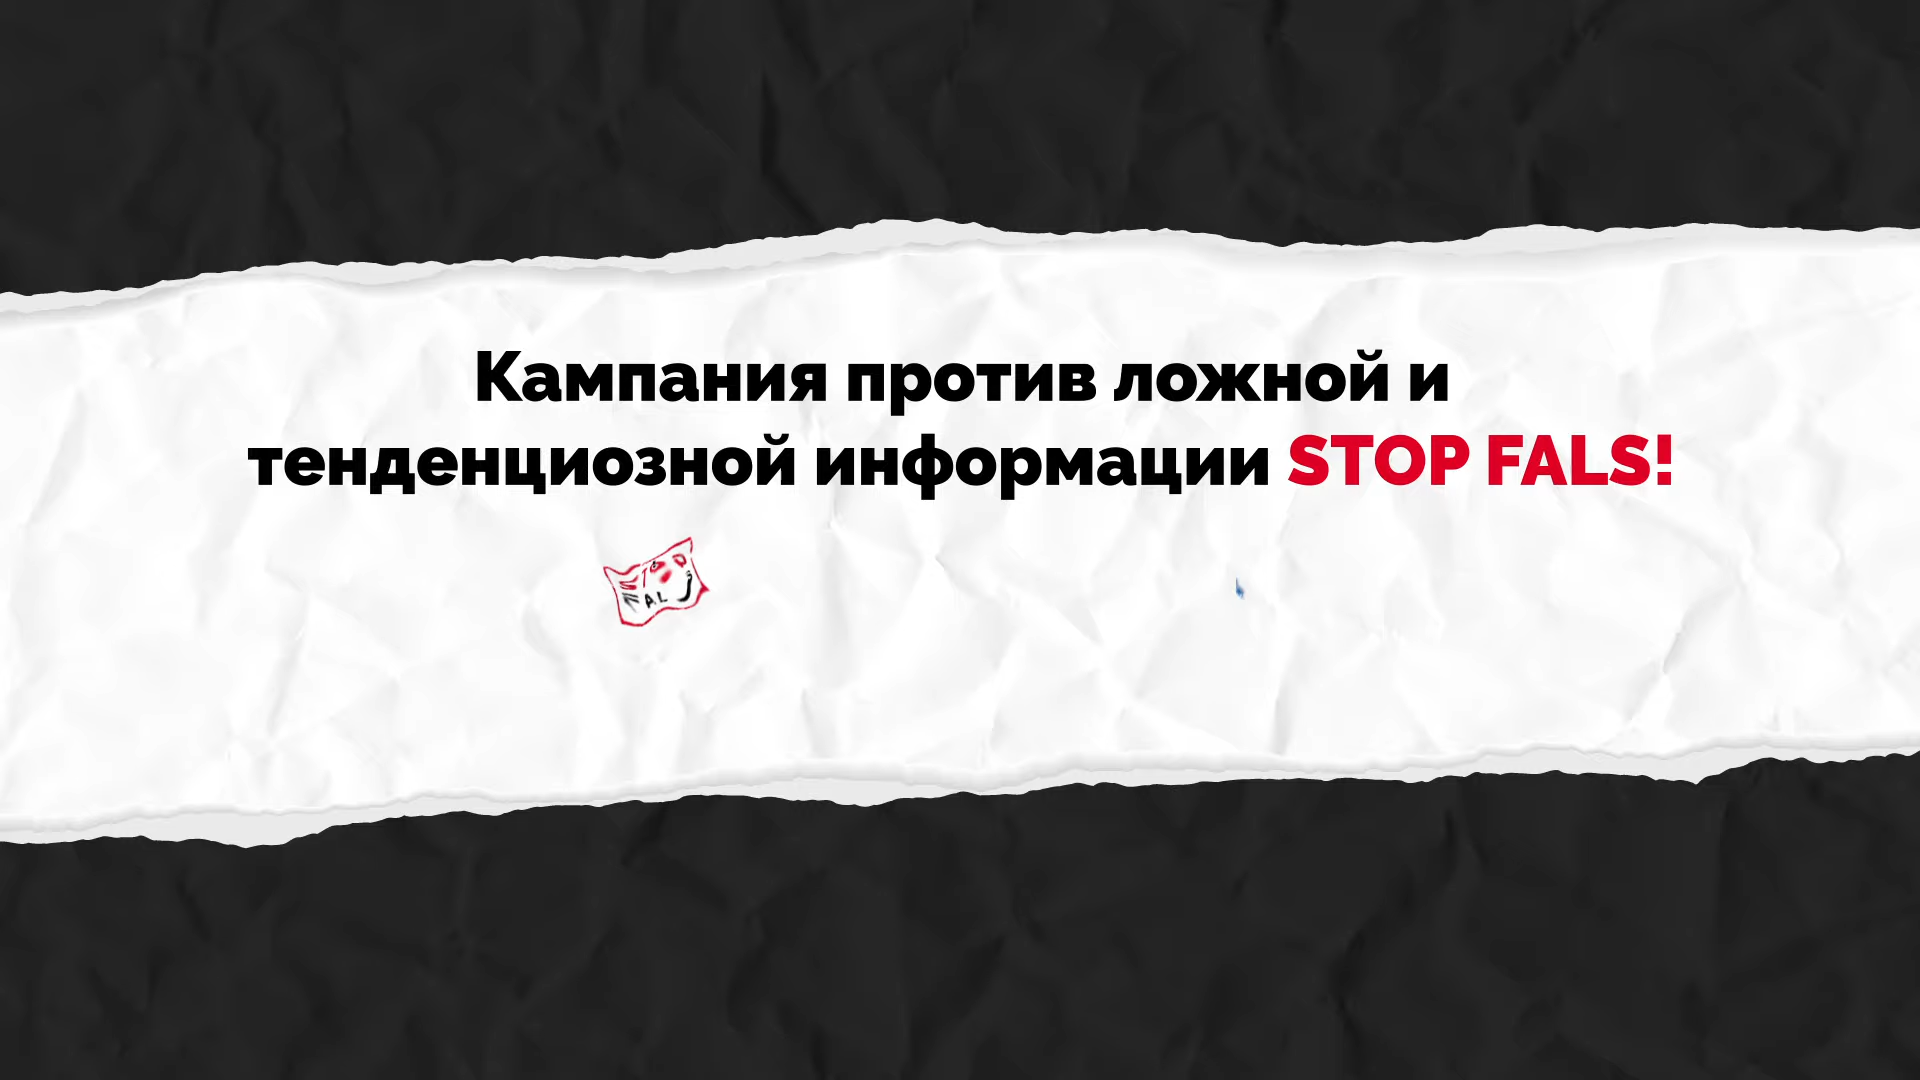 Кампания против ложной и
тенденциозной информации STOP FALS!